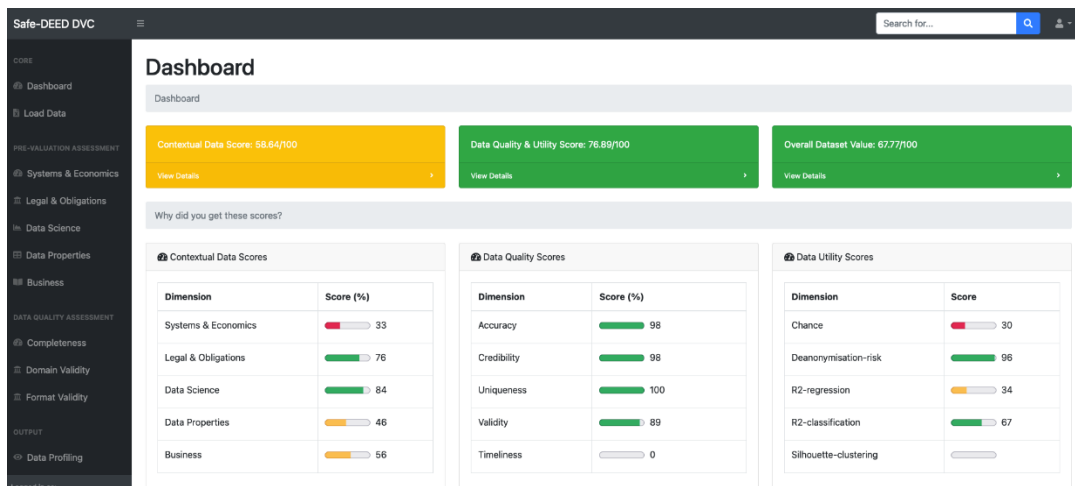 Safe-DEED DVC
Search for...
CORE
Dashboard
Load Data
PRE-VALUATION ASSESSMENT
Systems & Economics
Legal & Obligations
Data Science
Data Properties
Business
DATA QUALITY ASSESSMENT
Completeness
Domain Validity
Format Validity
OUTPUT
Data Profiling
Dashboard
Dashboard
Contextual Data Score: 58.64/100
View Details
Data Quality & Utility Score: 76.89/100
View Details
Overall Dataset Value: 67.77/100
View Details
Why did you get these scores?
Contextual Data Scores
Dimension Score (%)
Systems & Economics 33
Legal & Obligations 76
Data Science 84
Data Properties 46
Business 56
Data Quality Scores
Dimension Score (%)
Accuracy 98
Credibility 98
Uniqueness 100
Validity 89
Timeliness 0
Data Utility Scores
Dimension Score
Chance 30
Deanonymisation-risk 96
R2-regression 34
R2-classification 67
Silhouette-clustering